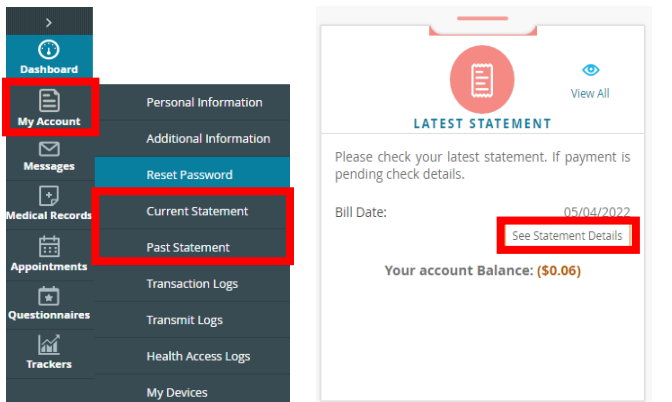 Dashboard
My Account
Messages
Medical Records
Appointments
Questionnaires
Trackers
Personal Information
Additional Information
Reset Password
Current Statement
Past Statement
Transaction Logs
Transmit Logs
Health Access Logs
My Devices
View All
LATEST STATEMENT
Please check your latest statement. If payment is
pending check details.
Bill Date: 05/04/2022
See Statement Details
Your account Balance: ($0.06)